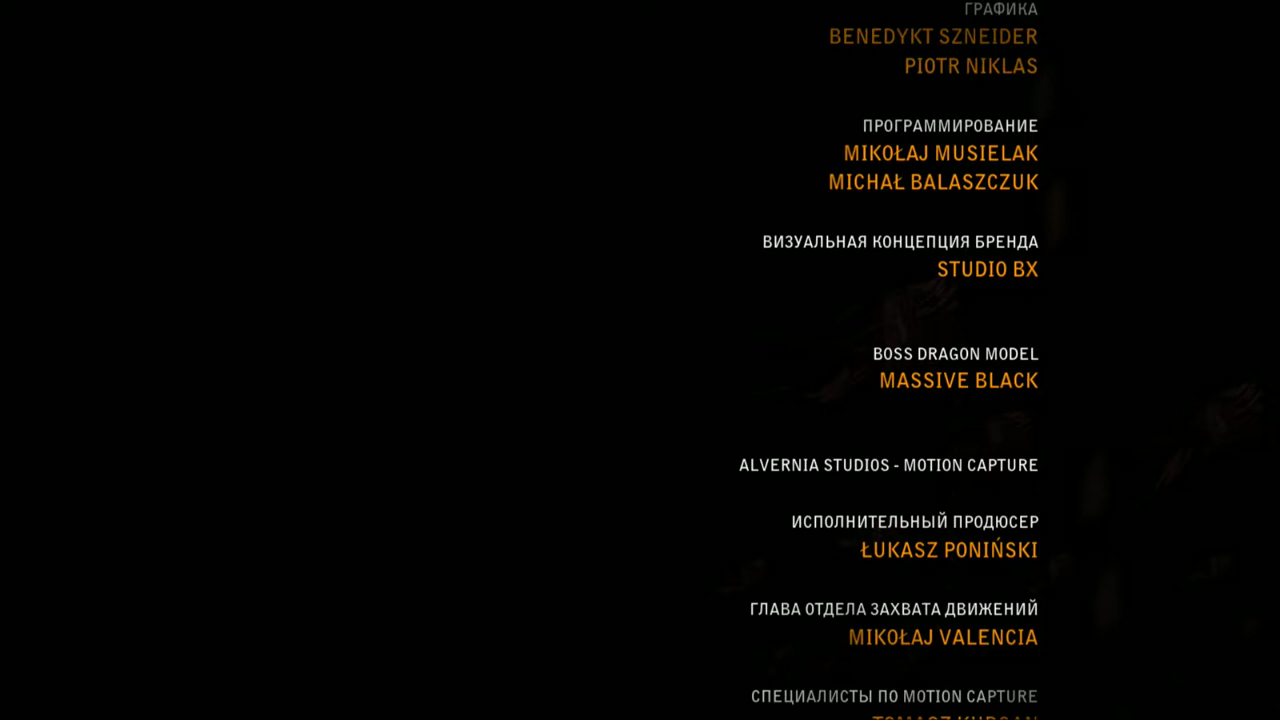 ГРАФИКА
BENEDYKT SZNEIDER
PIOTR NIKLAS
ПРОГРАММИРОВАНИЕ
MIKOŁAJ MUSIELAK
MICHAŁ BALASZCZUK
ВИЗУАЛЬНАЯ КОНЦЕПЦИЯ БРЕНДА
STUDIO BX
BOSS DRAGON MODEL
MASSIVE BLACK
ALVERNIA STUDIOS - MOTION CAPTURE
ИСПОЛНИТЕЛЬНЫЙ ПРОДЮСЕР
ŁUKASZ PONIŃSKI
ГЛАВА ОТДЕЛА ЗАХВАТА ДВИЖЕНИЙ
MIKOŁAJ VALENCIA
СПЕЦИАЛИСТЫ ПО MOTION CAPTURE